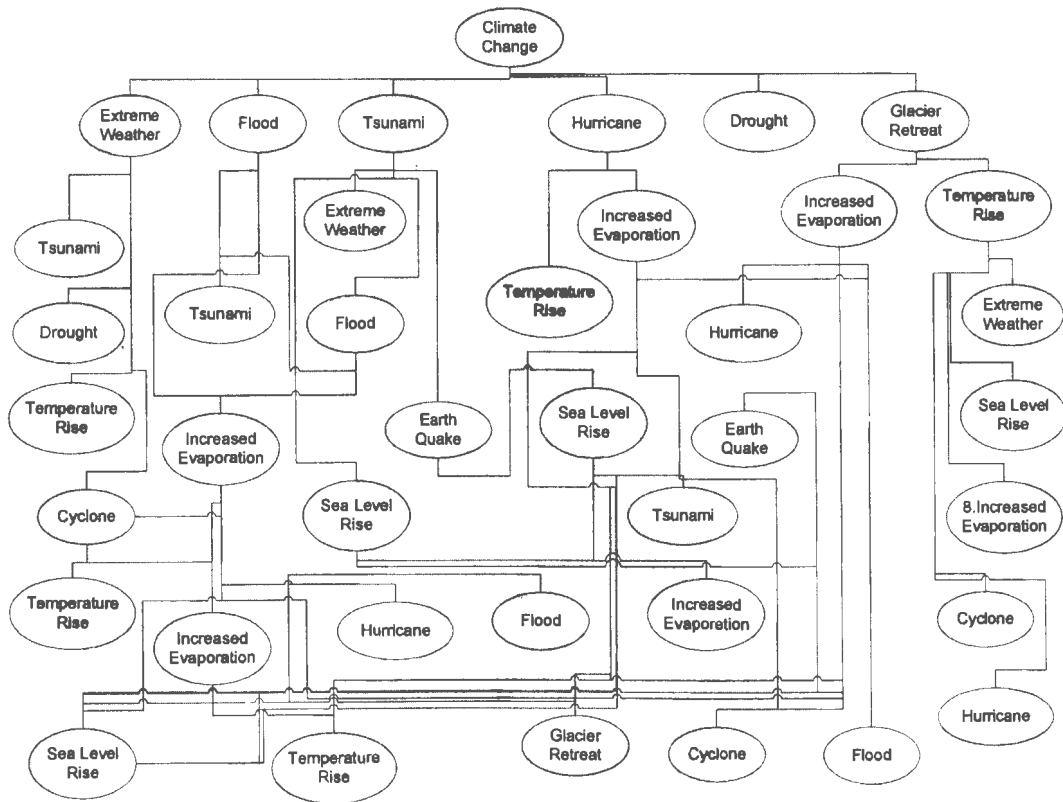 Climate
Change
Extreme
Weather
Flood
Tsunami
Hurricane
Drought
Glacier
Retreat
Tsunami
Extreme
Weather
Increased
Evaporation
Increased
Evaporation
Temperature
Rise
Drought
Tsunami
Flood
Temperature
Rise
Hurricane
Extreme
Weather
Temperature
Rise
Increased
Evaporation
Earth
Quake
Sea Level
Rise
Earth
Quake
Sea Level
Rise
Cyclone
Sea Level
Rise
Tsunami
8.Increased
Evaporation
Temperature
Rise
Increased
Evaporation
Hurricane
Flood
Increased
Evaporetion
Cyclone
Sea Level
Rise
Temperature
Rise
Glacier
Retreat
Cyclone
Flood
Hurricane